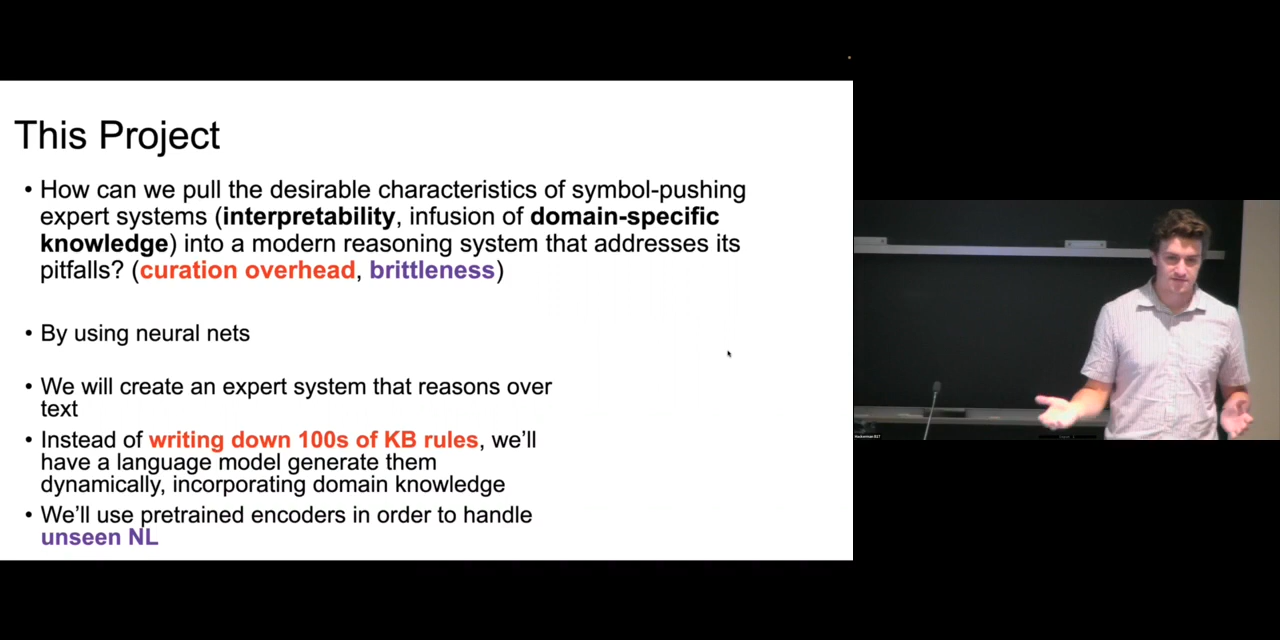 This Project
• How can we pull the desirable characteristics of symbol-pushing
expert systems (interpretability, infusion of domain-specific
knowledge) into a modern reasoning system that addresses its
pitfalls? (curation overhead, brittleness)
• By using neural nets
• We will create an expert system that reasons over
text
• Instead of writing down 100s of KB rules, we’ll
have a language model generate them
dynamically, incorporating domain knowledge
• We’ll use pretrained encoders in order to handle
unseen NL